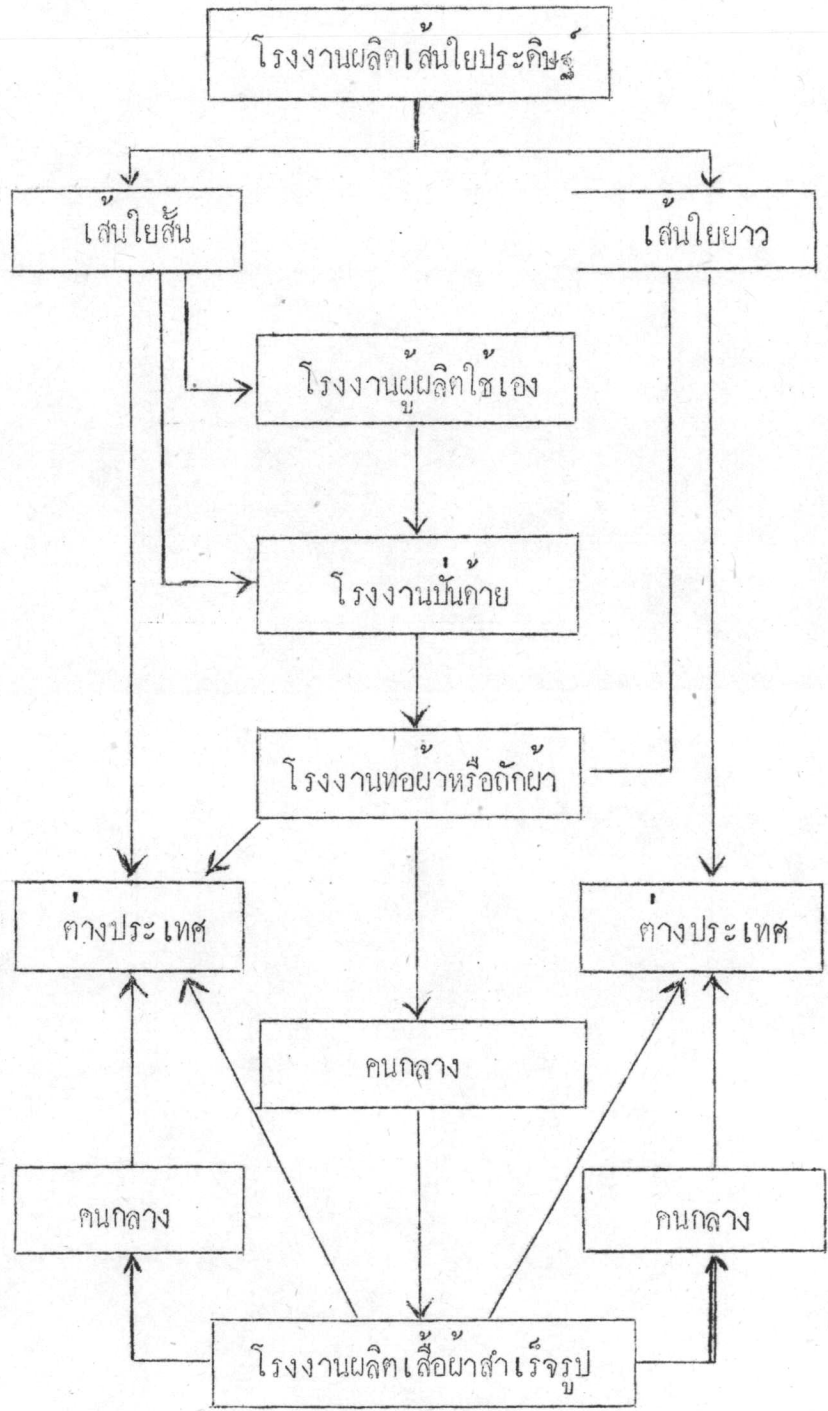 โรงงานผลิตเส้นใยประดิษฐ์
เส้นใยสั้น
เส้นใยยาว
โรงงานผู้ผลิตใช้เอง
โรงงานปั่นด้าย
โรงงานทอผ้าหรือถักผ้า
ต่างประเทศ
ต่างประเทศ
คนกลาง
คนกลาง
คนกลาง
โรงงานผลิตเสื้อผ้าสำเร็จรูป